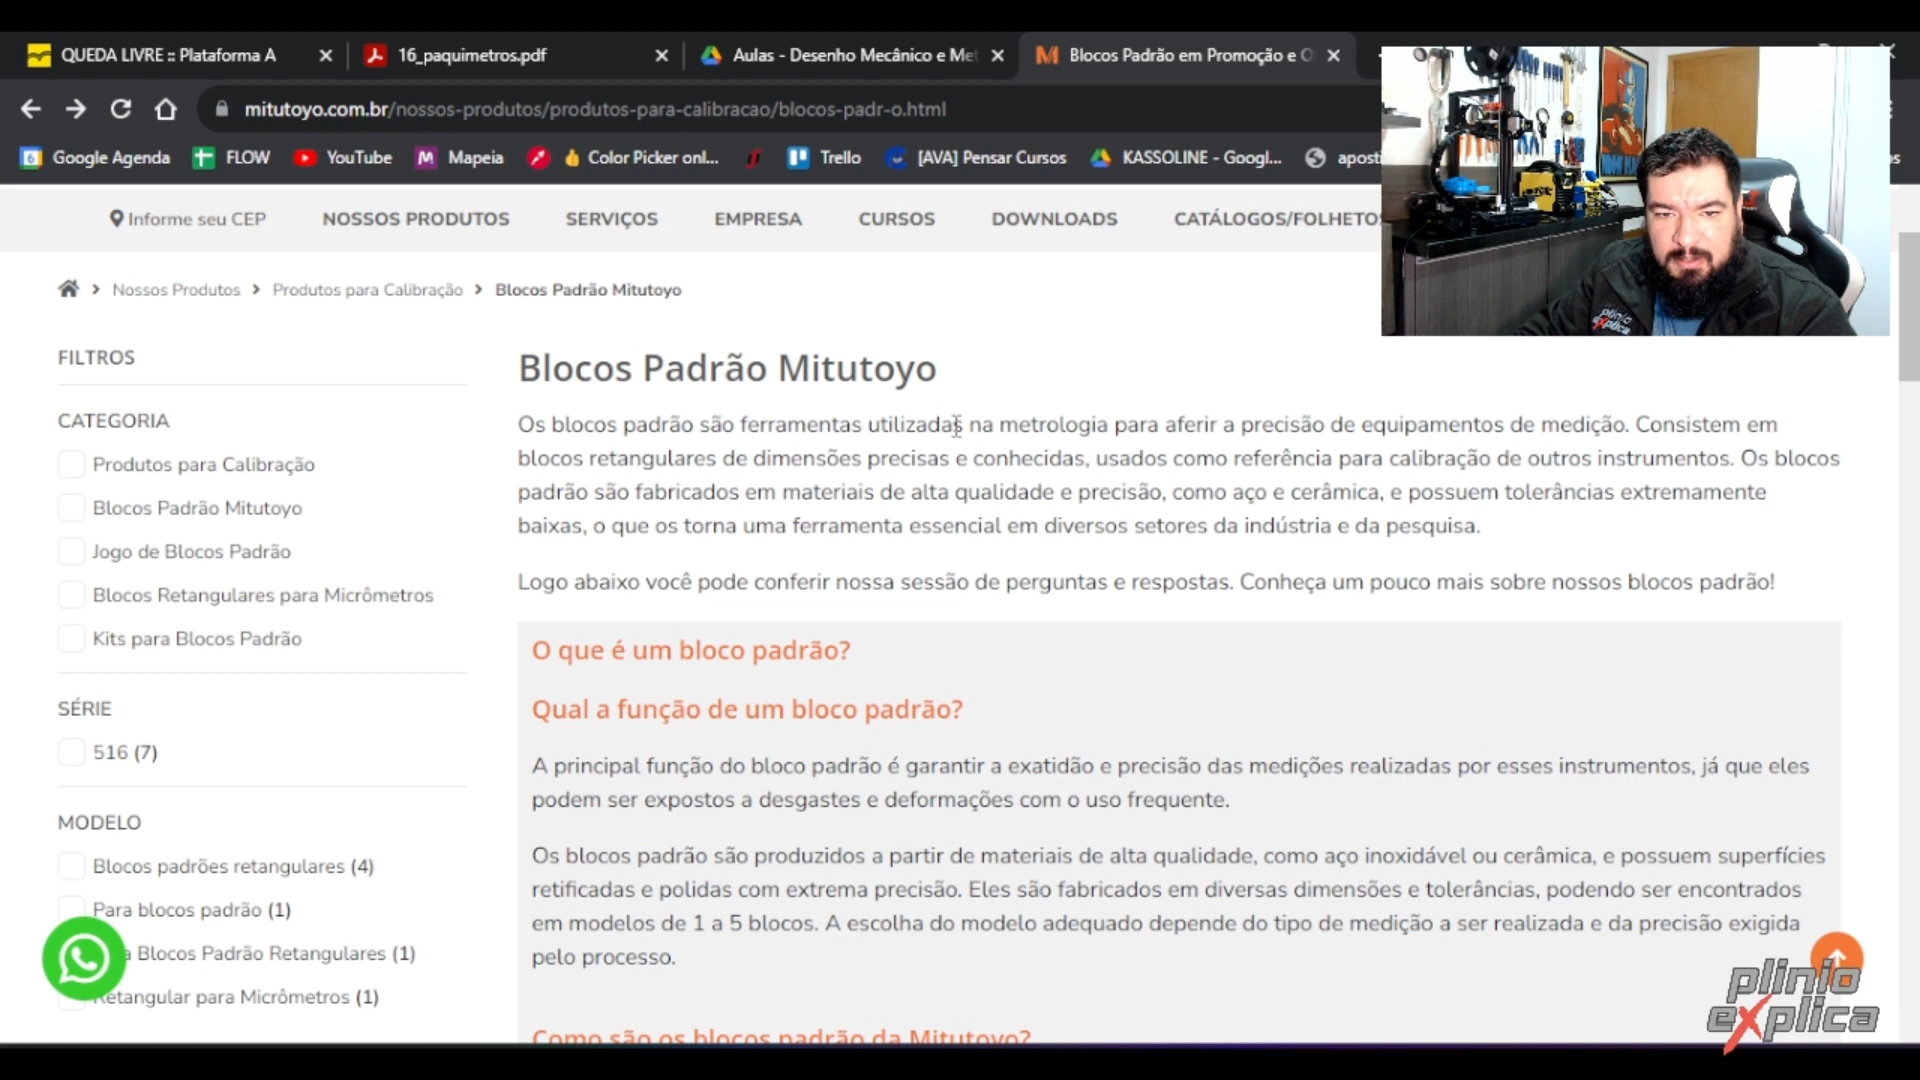 QUEDA LIVRE :: Plataforma A
16_paquimetros.pdf
Aulas - Desenho Mecânico e Met
Blocos Padrão em Promoção e O
mitutoyo.com.br/nossos-produtos/produtos-para-calibracao/blocos-padr-o.html
Google Agenda
FLOW
YouTube
Mapeia
Color Picker onl...
Trello
[AVA] Pensar Cursos
KASSOLINE - Googl...
aposti
Informe seu CEP
NOSSOS PRODUTOS
SERVIÇOS
EMPRESA
CURSOS
DOWNLOADS
CATÁLOGOS/FOLHETOS
plinio
explica
Nossos Produtos > Produtos para Calibração > Blocos Padrão Mitutoyo
FILTROS
CATEGORIA
Produtos para Calibração
Blocos Padrão Mitutoyo
Jogo de Blocos Padrão
Blocos Retangulares para Micrômetros
Kits para Blocos Padrão
SÉRIE
516 (7)
MODELO
Blocos padrões retangulares (4)
Para blocos padrão (1)
a Blocos Padrão Retangulares (1)
Retangular para Micrômetros (1)
Blocos Padrão Mitutoyo
Os blocos padrão são ferramentas utilizadas na metrologia para aferir a precisão de equipamentos de medição. Consistem em
blocos retangulares de dimensões precisas e conhecidas, usados como referência para calibração de outros instrumentos. Os blocos
padrão são fabricados em materiais de alta qualidade e precisão, como aço e cerâmica, e possuem tolerâncias extremamente
baixas, o que os torna uma ferramenta essencial em diversos setores da indústria e da pesquisa.
Logo abaixo você pode conferir nossa sessão de perguntas e respostas. Conheça um pouco mais sobre nossos blocos padrão!
O que é um bloco padrão?
Qual a função de um bloco padrão?
A principal função do bloco padrão é garantir a exatidão e precisão das medições realizadas por esses instrumentos, já que eles
podem ser expostos a desgastes e deformações com o uso frequente.
Os blocos padrão são produzidos a partir de materiais de alta qualidade, como aço inoxidável ou cerâmica, e possuem superfícies
retificadas e polidas com extrema precisão. Eles são fabricados em diversas dimensões e tolerâncias, podendo ser encontrados
em modelos de 1 a 5 blocos. A escolha do modelo adequado depende do tipo de medição a ser realizada e da precisão exigida
pelo processo.
Como são os blocos padrão da Mitutoyo?
plinio
explica